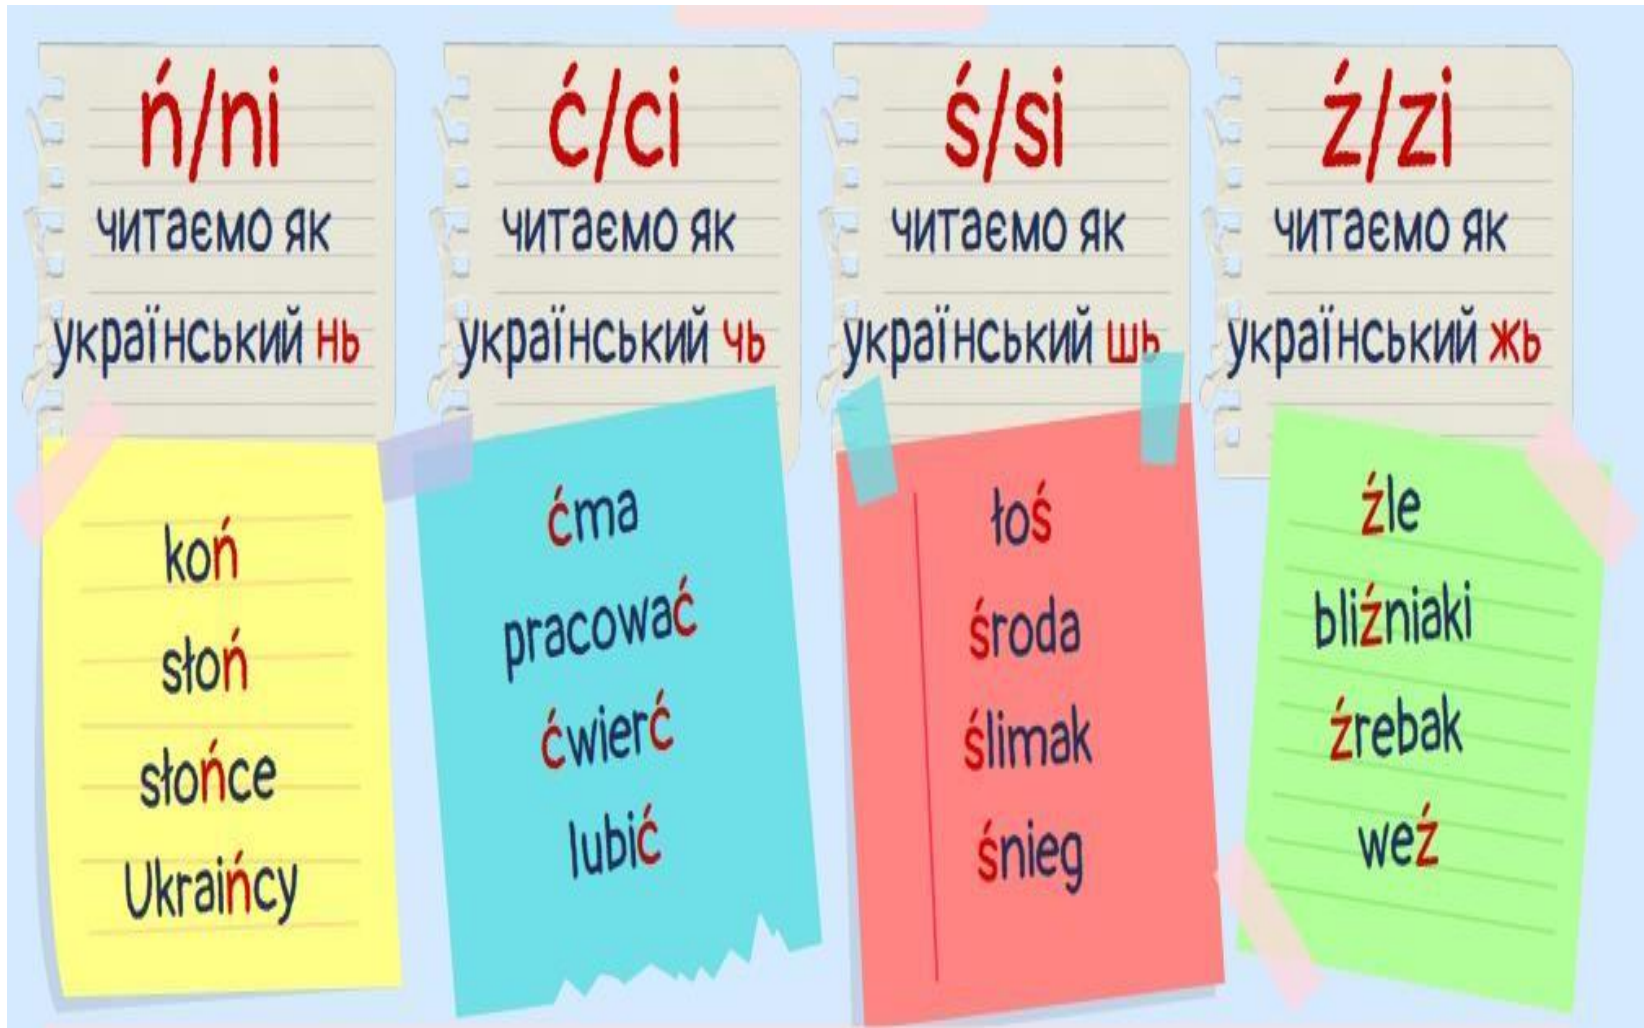 ń/ni
читаємо як
український нь
koń
słoń
słońce
Ukraińcy
ć/ci
читаємо як
український чь
ćma
pracować
ćwierć
lubić
ś/si
читаємо як
український шь
łoś
środa
ślimak
śnieg
ź/zi
читаємо як
український жь
źle
bliźniaki
źrebak
weź